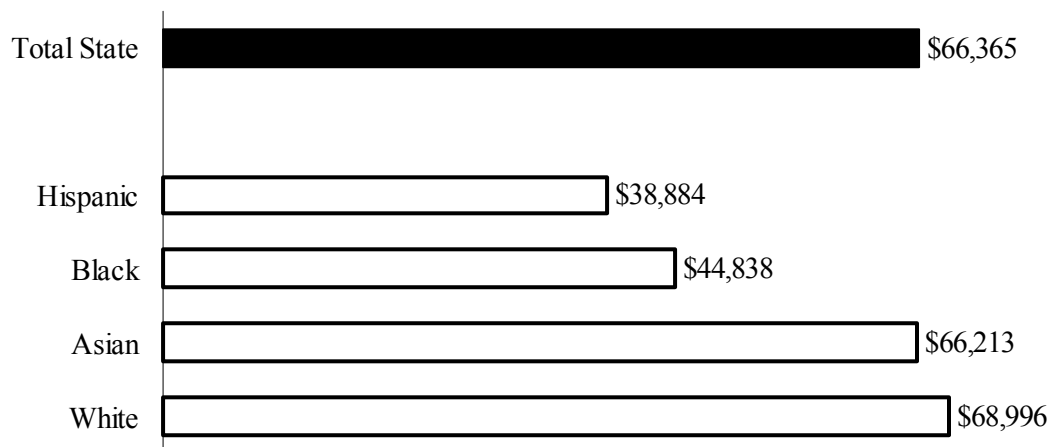 Total State $66,365
Hispanic $38,884
Black $44,838
Asian $66,213
White $68,996